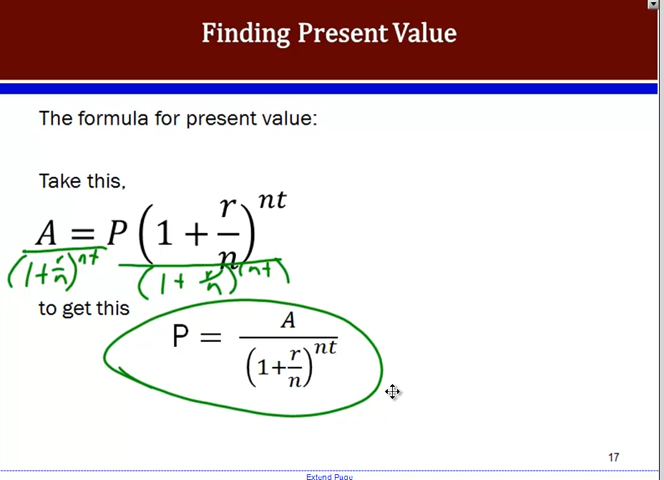 Finding Present Value
The formula for present value:
Take this,
A = P(1 + r/n)^nt
(1+r/n)^nt (1 + r/n)^(nt)
to get this
P = A/(1+r/n)^nt
17
Extend Page